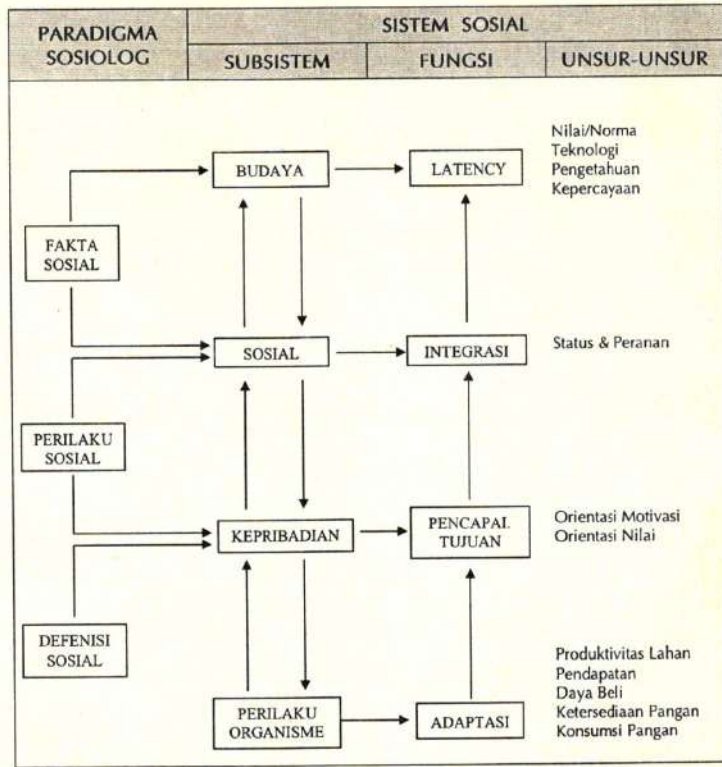 PARADIGMA
SOSIOLOG
SISTEM SOSIAL
SUBSISTEM
FUNGSI
UNSUR-UNSUR
BUDAYA
LATENCY
Nilai/Norma
Teknologi
Pengetahuan
Kepercayaan
FAKTA
SOSIAL
SOSIAL
INTEGRASI
Status & Peranan
PERILAKU
SOSIAL
KEPRIBADIAN
PENCAPAI
TUJUAN
Orientasi Motivasi
Orientasi Nilai
DEFENISI
SOSIAL
PERILAKU
ORGANISME
ADAPTASI
Produktivitas Lahan
Pendapatan
Daya Beli
Ketersediaan Pangan
Konsumsi Pangan